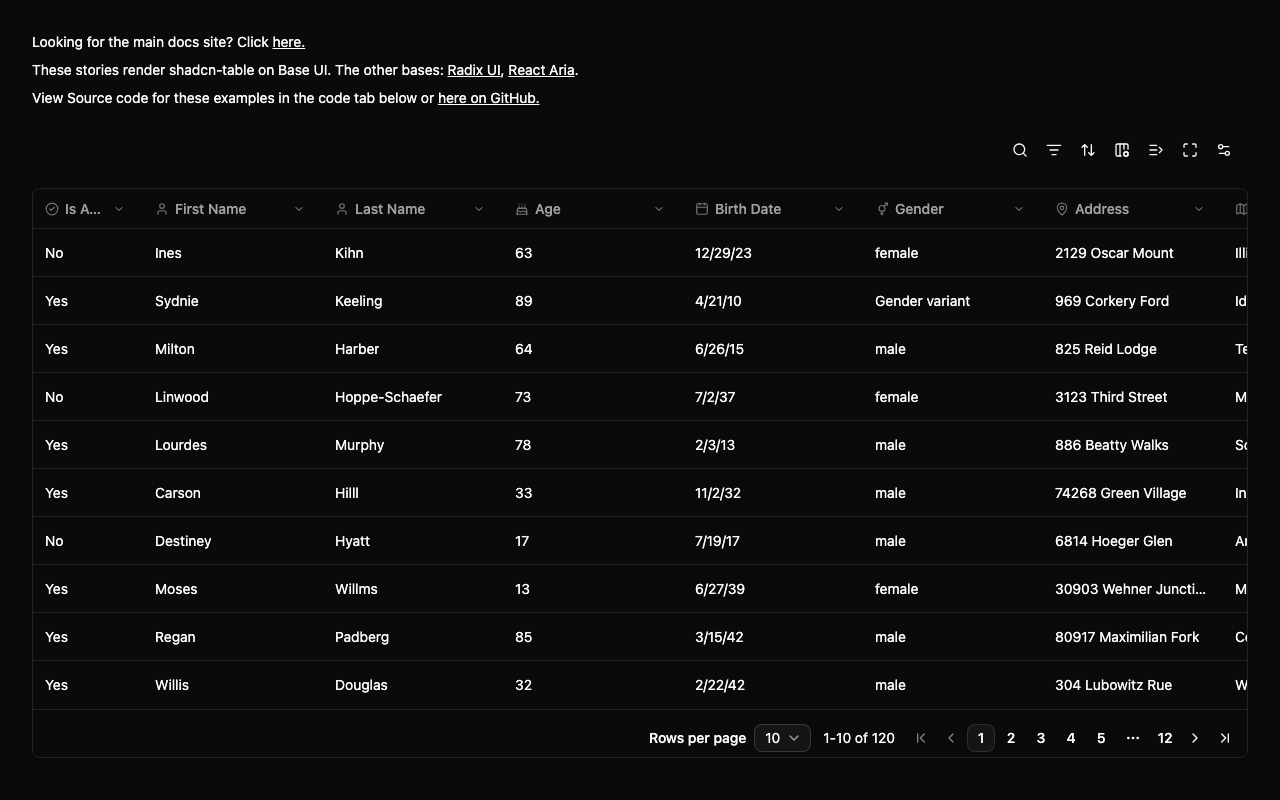 Looking for the main docs site? Click here.
These stories render shadcn-table on Base UI. The other bases: Radix UI, React Aria.
View Source code for these examples in the code tab below or here on GitHub.
Is A... First Name Last Name Age Birth Date Gender Address
No Ines Kihn 63 12/29/23 female 2129 Oscar Mount
Yes Sydnie Keeling 89 4/21/10 Gender variant 969 Corkery Ford
Yes Milton Harber 64 6/26/15 male 825 Reid Lodge
No Linwood Hoppe-Schaefer 73 7/2/37 female 3123 Third Street
Yes Lourdes Murphy 78 2/3/13 male 886 Beatty Walks
Yes Carson Hilll 33 11/2/32 male 74268 Green Village
No Destiney Hyatt 17 7/19/17 male 6814 Hoeger Glen
Yes Moses Willms 13 6/27/39 female 30903 Wehner Juncti...
Yes Regan Padberg 85 3/15/42 male 80917 Maximilian Fork
Yes Willis Douglas 32 2/22/42 male 304 Lubowitz Rue
Rows per page 10 1-10 of 120 1 2 3 4 5 ... 12